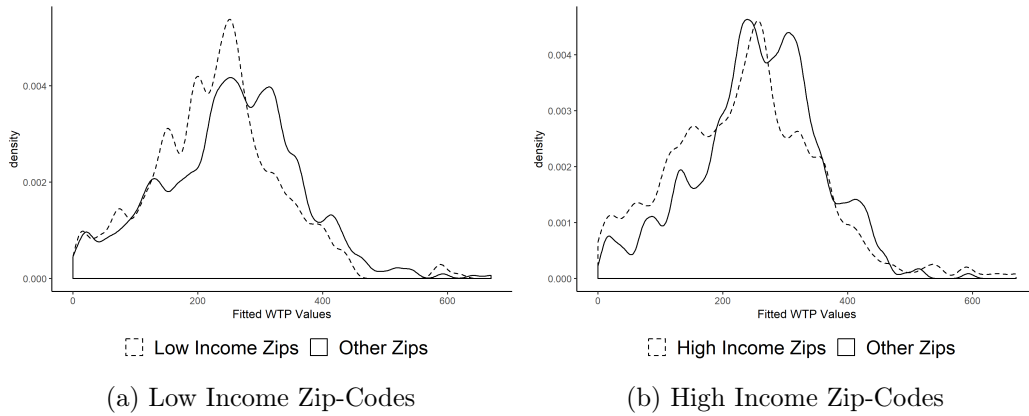 density
0.004
0.002
0.000
0
200
400
600
Fitted WTP Values
Low Income Zips
Other Zips
(a) Low Income Zip-Codes
density
0.004
0.003
0.002
0.001
0.000
0
200
400
600
Fitted WTP Values
High Income Zips
Other Zips
(b) High Income Zip-Codes